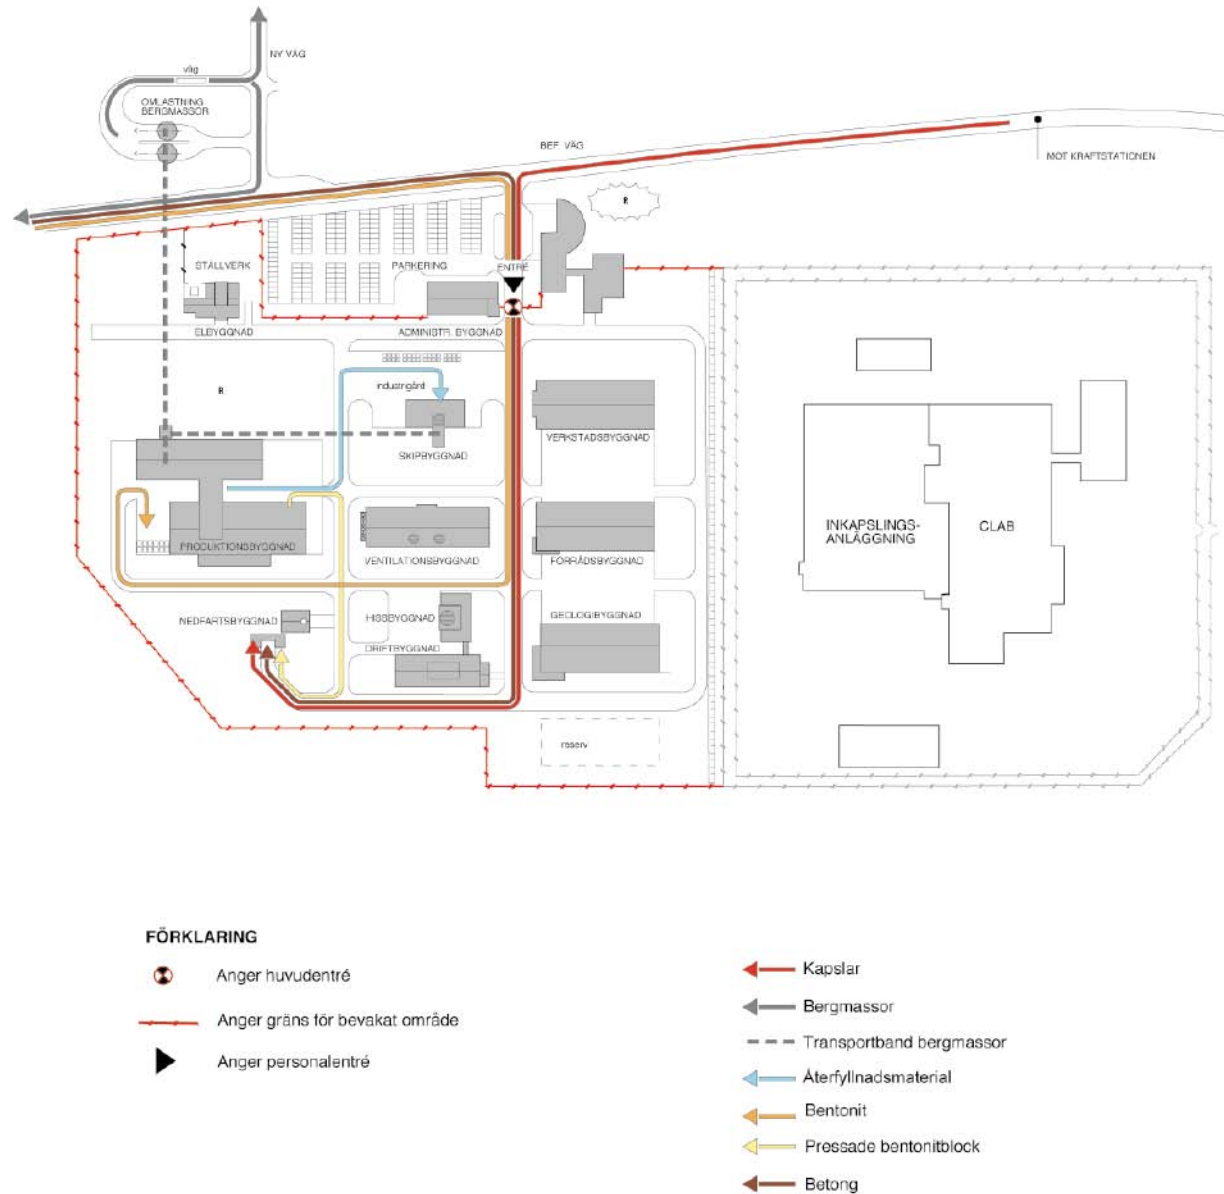 NY VÄG
väg
OMLASTNING
BERGMASSOR
BEF. VÄG
MOT KRAFTSTATIONEN
R
STÄLLVERK
PARKERING
ENTRÉ
ELBYGGNAD
ADMINISTR. BYGGNAD
industrigård
R
VERKSTADSBYGGNAD
SKIPBYGGNAD
INKAPSLINGS-
ANLÄGGNING
CLAB
PRODUKTIONSBYGGNAD
VENTILATIONSBYGGNAD
FÖRRÅDSBYGGNAD
NEDFARTSBYGGNAD
HISSBYGGNAD
GEOLOGIBYGGNAD
DRIFTBYGGNAD
reserv
FÖRKLARING
Anger huvudentré
Anger gräns för bevakat område
Anger personalentré
Kapslar
Bergmassor
Transportband bergmassor
Återfyllnadsmaterial
Bentonit
Pressade bentonitblock
Betong